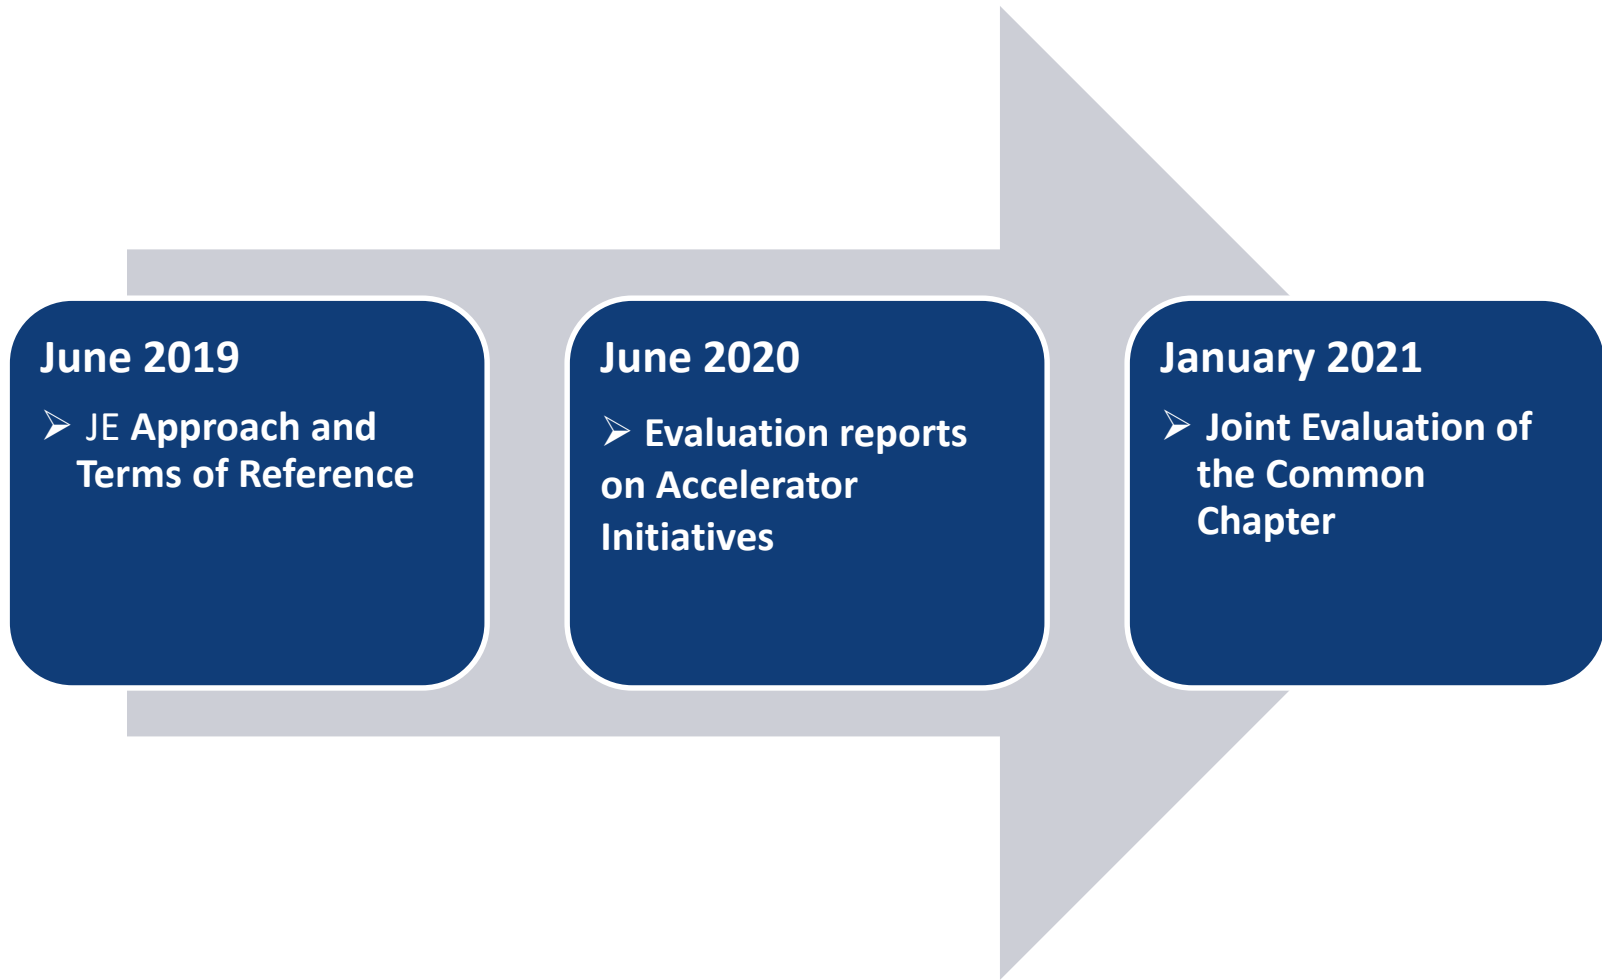 June 2019
➢ JE Approach and
Terms of Reference
June 2020
➢ Evaluation reports
on Accelerator
Initiatives
January 2021
➢ Joint Evaluation of
the Common
Chapter